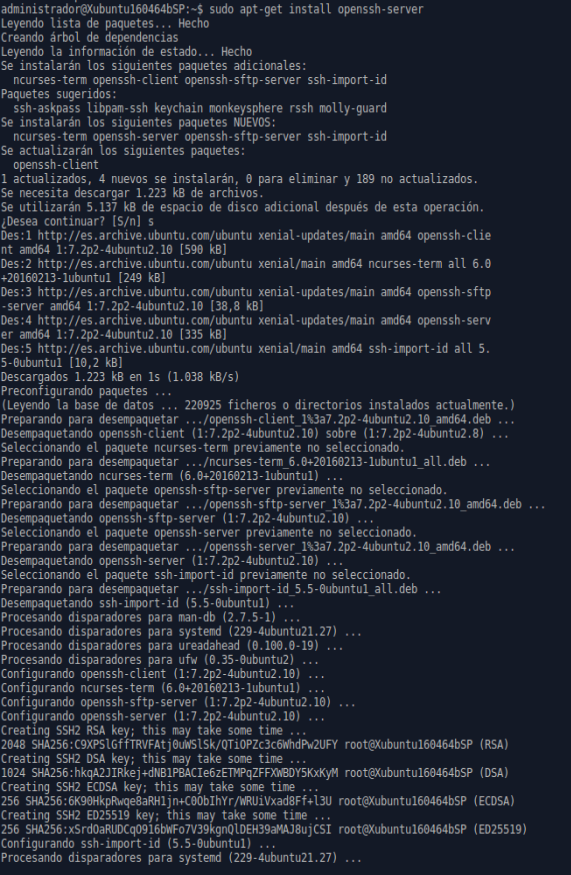 administrador@Xubuntu160464bSP:~$ sudo apt-get install openssh-server
Leyendo lista de paquetes... Hecho
Creando árbol de dependencias
Leyendo la información de estado... Hecho
Se instalarán los siguientes paquetes adicionales:
  ncurses-term openssh-client openssh-sftp-server ssh-import-id
Paquetes sugeridos:
  ssh-askpass libpam-ssh keychain monkeysphere rssh molly-guard
Se instalarán los siguientes paquetes NUEVOS:
  ncurses-term openssh-server openssh-sftp-server ssh-import-id
Se actualizarán los siguientes paquetes:
  openssh-client
1 actualizados, 4 nuevos se instalarán, 0 para eliminar y 189 no actualizados.
Se necesita descargar 1.223 kB de archivos.
Se utilizarán 5.137 kB de espacio de disco adicional después de esta operación.
¿Desea continuar? [S/n] s
Des:1 http://es.archive.ubuntu.com/ubuntu xenial-updates/main amd64 openssh-clie
nt amd64 1:7.2p2-4ubuntu2.10 [590 kB]
Des:2 http://es.archive.ubuntu.com/ubuntu xenial/main amd64 ncurses-term all 6.0
+20160213-1ubuntu1 [249 kB]
Des:3 http://es.archive.ubuntu.com/ubuntu xenial-updates/main amd64 openssh-sftp
-server amd64 1:7.2p2-4ubuntu2.10 [38,8 kB]
Des:4 http://es.archive.ubuntu.com/ubuntu xenial-updates/main amd64 openssh-serv
er amd64 1:7.2p2-4ubuntu2.10 [335 kB]
Des:5 http://es.archive.ubuntu.com/ubuntu xenial/main amd64 ssh-import-id all 5.
5-0ubuntu1 [10,2 kB]
Descargados 1.223 kB en 1s (1.038 kB/s)
Preconfigurando paquetes ...
(Leyendo la base de datos ... 220925 ficheros o directorios instalados actualmente.)
Preparando para desempaquetar .../openssh-client_1%3a7.2p2-4ubuntu2.10_amd64.deb ...
Desempaquetando openssh-client (1:7.2p2-4ubuntu2.10) sobre (1:7.2p2-4ubuntu2.8) ...
Seleccionando el paquete ncurses-term previamente no seleccionado.
Preparando para desempaquetar .../ncurses-term_6.0+20160213-1ubuntu1_all.deb ...
Desempaquetando ncurses-term (6.0+20160213-1ubuntu1) ...
Seleccionando el paquete openssh-sftp-server previamente no seleccionado.
Preparando para desempaquetar .../openssh-sftp-server_1%3a7.2p2-4ubuntu2.10_amd64.deb ...
Desempaquetando openssh-sftp-server (1:7.2p2-4ubuntu2.10) ...
Seleccionando el paquete openssh-server previamente no seleccionado.
Preparando para desempaquetar .../openssh-server_1%3a7.2p2-4ubuntu2.10_amd64.deb ...
Desempaquetando openssh-server (1:7.2p2-4ubuntu2.10) ...
Seleccionando el paquete ssh-import-id previamente no seleccionado.
Preparando para desempaquetar .../ssh-import-id_5.5-0ubuntu1_all.deb ...
Desempaquetando ssh-import-id (5.5-0ubuntu1) ...
Procesando disparadores para man-db (2.7.5-1) ...
Procesando disparadores para systemd (229-4ubuntu21.27) ...
Procesando disparadores para ureadahead (0.100.0-19) ...
Procesando disparadores para ufw (0.35-0ubuntu2) ...
Configurando openssh-client (1:7.2p2-4ubuntu2.10) ...
Configurando ncurses-term (6.0+20160213-1ubuntu1) ...
Configurando openssh-sftp-server (1:7.2p2-4ubuntu2.10) ...
Configurando openssh-server (1:7.2p2-4ubuntu2.10) ...
Creating SSH2 RSA key; this may take some time ...
2048 SHA256:C9XPSlGffTRVFAtj0uWSlSk/QTiOPZc3c6WhdPw2UFY root@Xubuntu160464bSP (RSA)
Creating SSH2 DSA key; this may take some time ...
1024 SHA256:hkqA2JIRkej+dNB1PBACIe6zETMPqZFFXWBDY5KxKyM root@Xubuntu160464bSP (DSA)
Creating SSH2 ECDSA key; this may take some time ...
256 SHA256:6K90HkpRwqe8aRH1jn+C0ObIhYr/WRUiVxad8Ff+l3U root@Xubuntu160464bSP (ECDSA)
Creating SSH2 ED25519 key; this may take some time ...
256 SHA256:xSrdOaRUDCqO916bWFo7V39kgnQlDEH39aMAJ8ujCSI root@Xubuntu160464bSP (ED25519)
Configurando ssh-import-id (5.5-0ubuntu1) ...
Procesando disparadores para systemd (229-4ubuntu21.27) ...